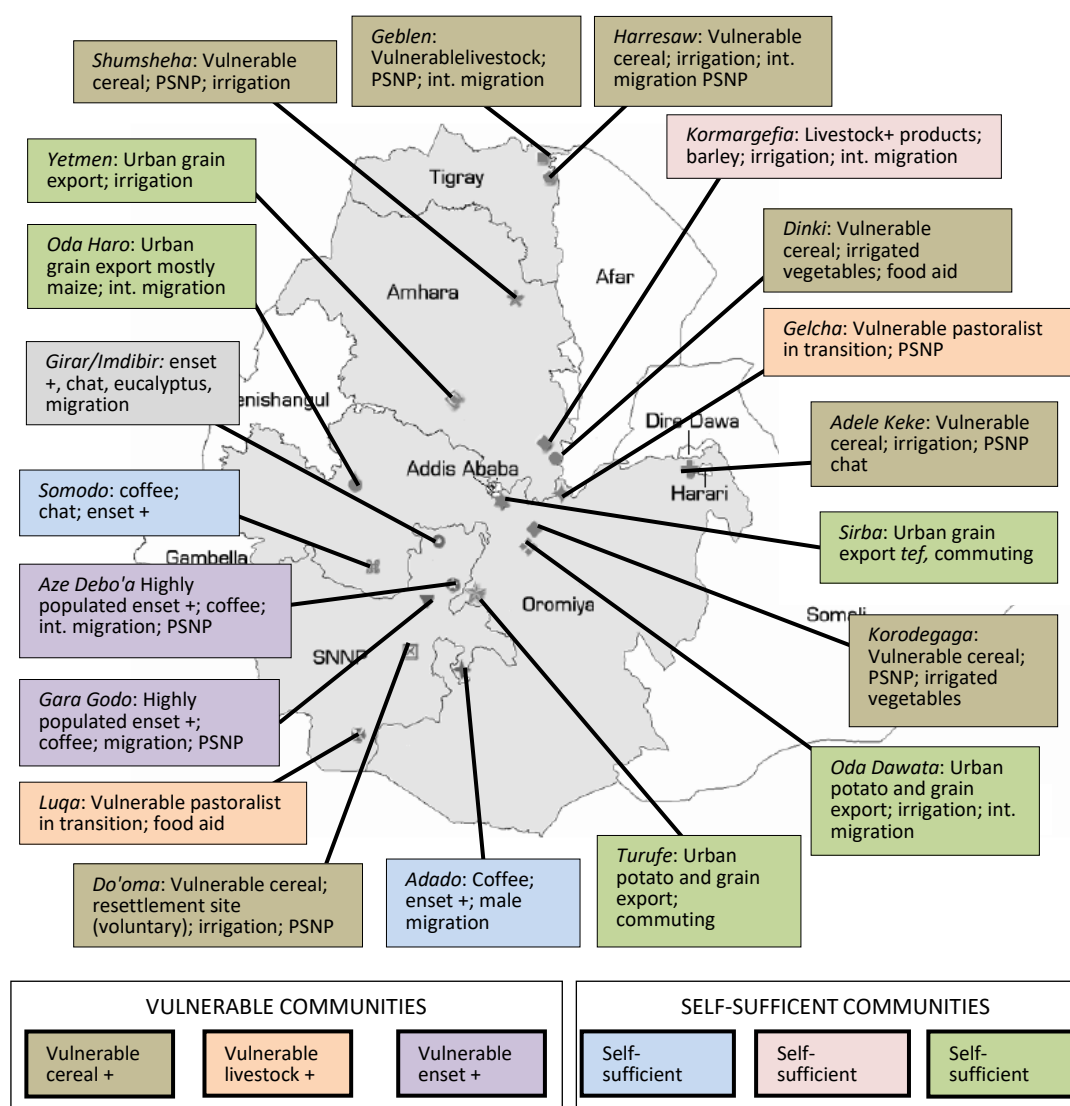 Shumsheha: Vulnerable
cereal; PSNP; irrigation
Geblen:
Vulnerablelivestock;
PSNP; int. migration
Harresaw: Vulnerable
cereal; irrigation; int.
migration PSNP
Kormargefia: Livestock+ products;
barley; irrigation; int. migration
Yetmen: Urban grain
export; irrigation
Tigray
Dinki: Vulnerable
cereal; irrigated
vegetables; food aid
Oda Haro: Urban
grain export mostly
maize; int. migration
Amhara
Afar
Gelcha: Vulnerable pastoralist
in transition; PSNP
Girar/Imdibir: enset
+, chat, eucalyptus,
migration
enishangul
Dire Dawa
Adele Keke: Vulnerable
cereal; irrigation; PSNP
chat
Addis Ababa
Harari
Somodo: coffee;
chat; enset +
Sirba: Urban grain
export tef, commuting
Gambella
Aze Debo'a Highly
populated enset +; coffee;
int. migration; PSNP
Oromiya
Somali
Korodegaga:
Vulnerable cereal;
PSNP; irrigated
vegetables
SNNP
Gara Godo: Highly
populated enset +;
coffee; migration; PSNP
Oda Dawata: Urban
potato and grain
export; irrigation; int.
migration
Luqa: Vulnerable pastoralist
in transition; food aid
Turufe: Urban
potato and grain
export;
commuting
Do'oma: Vulnerable cereal;
resettlement site
(voluntary); irrigation; PSNP
Adado: Coffee;
enset +; male
migration
VULNERABLE COMMUNITIES
Vulnerable
cereal +
Vulnerable
livestock +
Vulnerable
enset +
SELF-SUFFICENT COMMUNITIES
Self-
sufficient
Self-
sufficient
Self-
sufficient